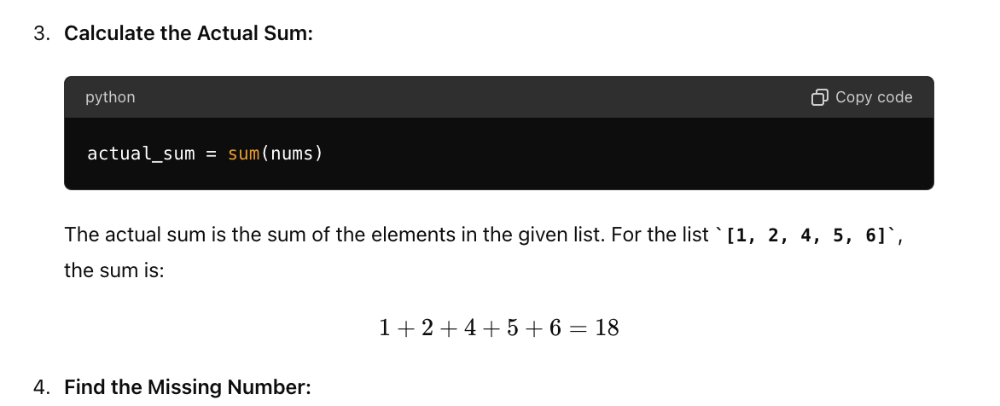 3. Calculate the Actual Sum:
python
Copy code
actual_sum = sum(nums)
The actual sum is the sum of the elements in the given list. For the list `[1, 2, 4, 5, 6]`,
the sum is:
1 + 2 + 4 + 5 + 6 = 18
4. Find the Missing Number: